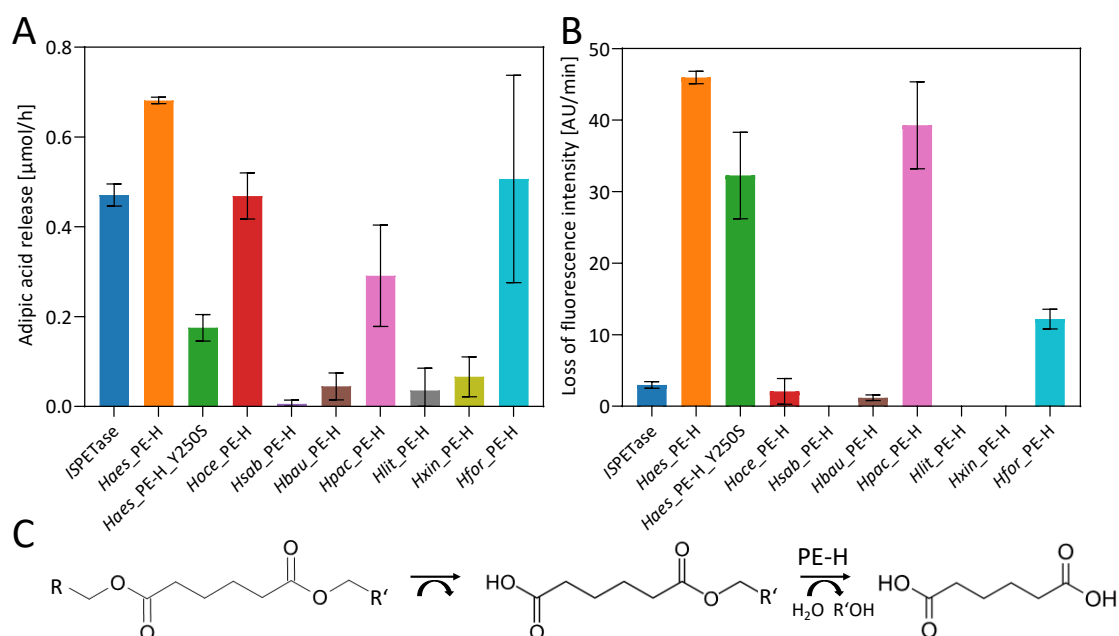 A
Adipic acid release [µmol/h]
0.8
0.6
0.4
0.2
0.0
ISPETase
Haes_PE-H
Haes_PE-H_Y250S
Hoce_PE-H
Hsab_PE-H
Hbau_PE-H
Hpac_PE-H
Hlit_PE-H
Hxin_PE-H
Hfor_PE-H
B
Loss of fluorescence intensity [AU/min]
50
40
30
20
10
0
ISPETase
Haes_PE-H
Haes_PE-H_Y250S
Hoce_PE-H
Hsab_PE-H
Hbau_PE-H
Hpac_PE-H
Hlit_PE-H
Hxin_PE-H
Hfor_PE-H
C
R O O O O R'
HO O O O R'
PE-H
H₂O R'OH
HO O O OH